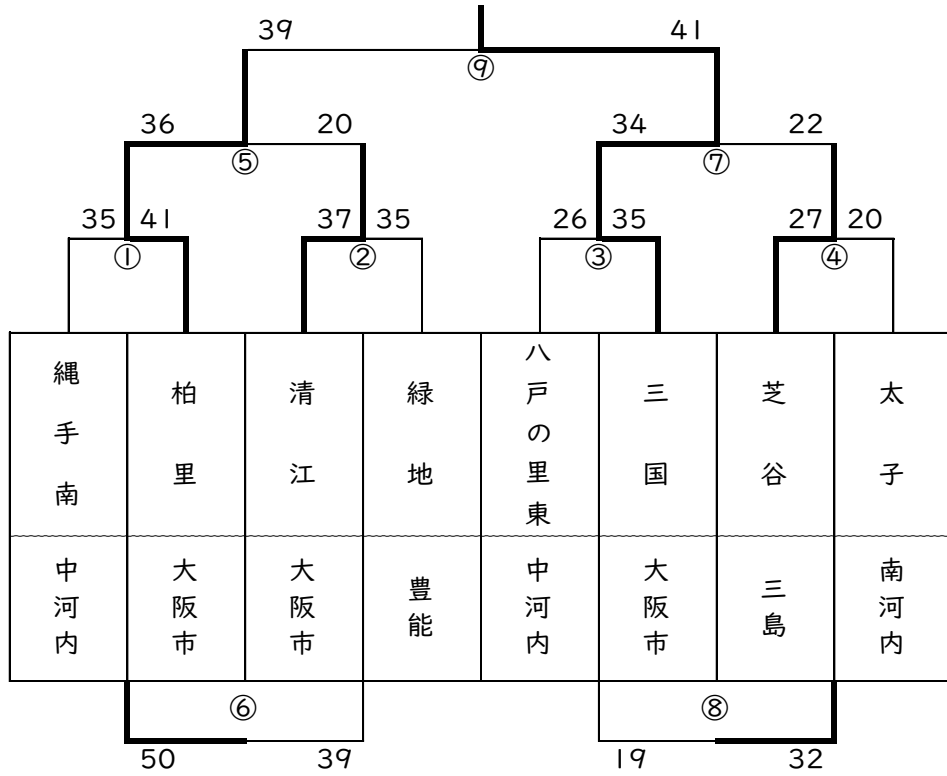 39 41
⑨
36 20 34 22
⑤ ⑦
35 41 37 35 26 35 27 20
① ② ③ ④
縄手南
柏里
清江
緑地
八戸の里東
三国
芝谷
太子
中河内
大阪市
大阪市
豊能
中河内
大阪市
三島
南河内
⑥ ⑧
50 39 19 32